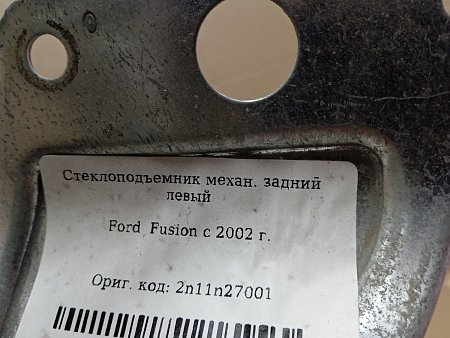 Стеклоподъемник механ. задний
левый
Ford Fusion с 2002 г.
Ориг. код: 2n11n27001